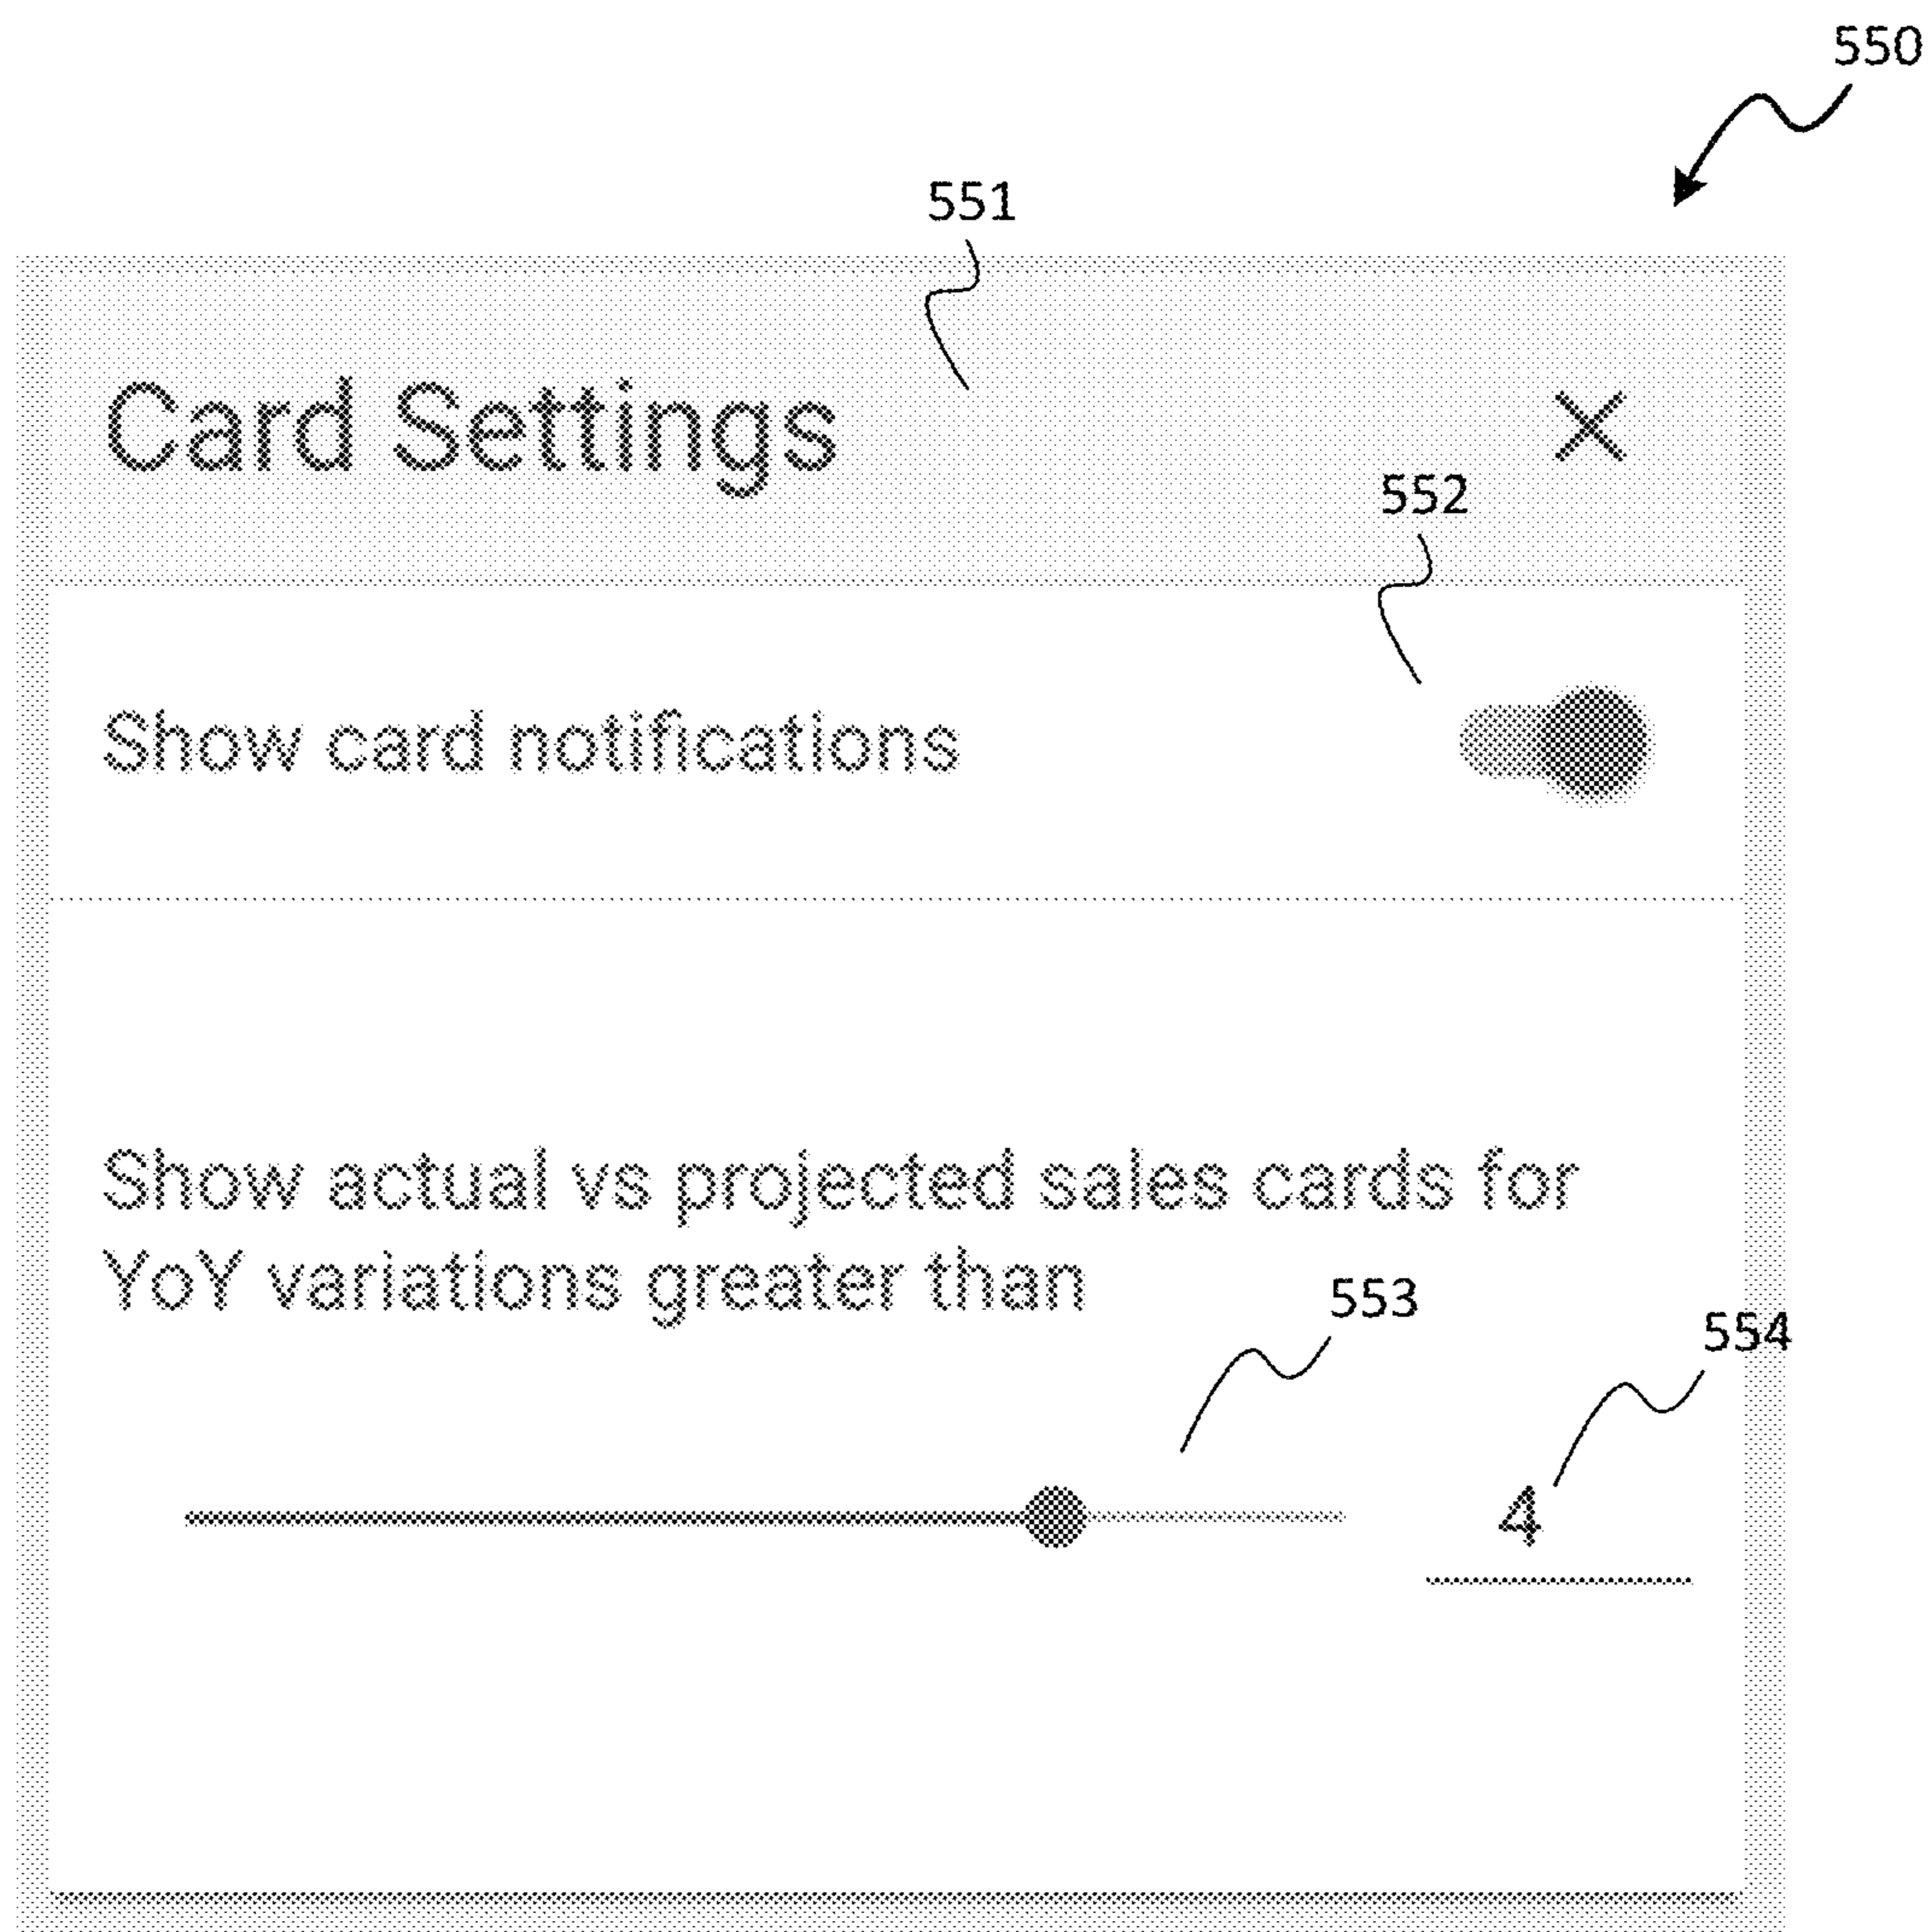 550
551
Card Settings ×
552
Show card notifications
Show actual vs projected sales cards for
YoY variations greater than
553
554
4